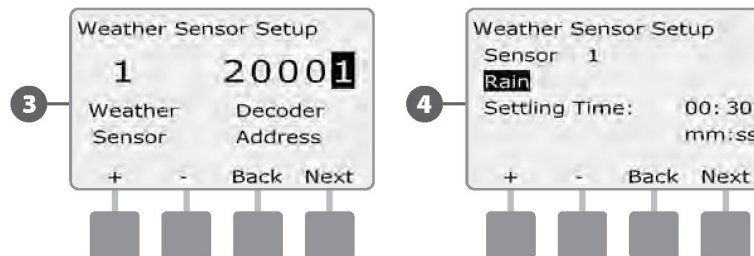 3
Weather Sensor Setup
1 20001
Weather Decoder
Sensor Address
+ - Back Next
4
Weather Sensor Setup
Sensor 1
Rain
Settling Time: 00:30
mm:ss
+ - Back Next